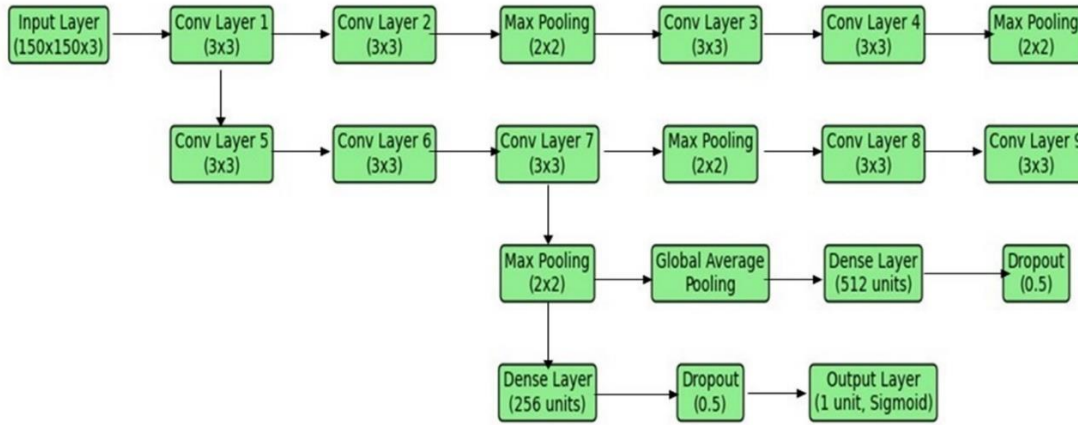 Input Layer
(150x150x3)
Conv Layer 1
(3x3)
Conv Layer 2
(3x3)
Max Pooling
(2x2)
Conv Layer 3
(3x3)
Conv Layer 4
(3x3)
Max Pooling
(2x2)
Conv Layer 5
(3x3)
Conv Layer 6
(3x3)
Conv Layer 7
(3x3)
Max Pooling
(2x2)
Conv Layer 8
(3x3)
Conv Layer 9
(3x3)
Max Pooling
(2x2)
Global Average
Pooling
Dense Layer
(512 units)
Dropout
(0.5)
Dense Layer
(256 units)
Dropout
(0.5)
Output Layer
(1 unit, Sigmoid)